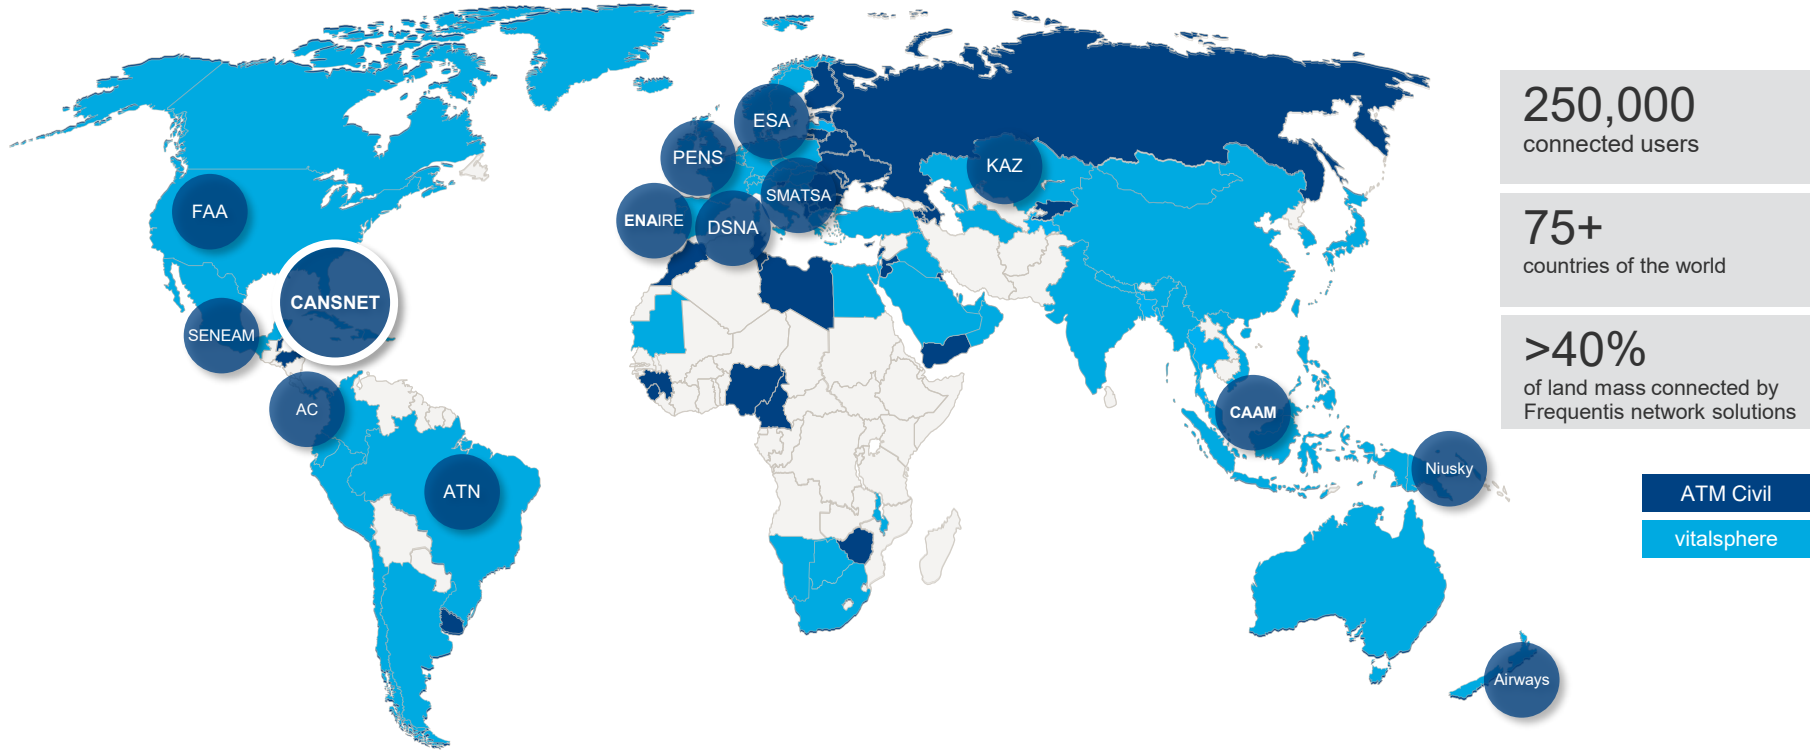 ESA
PENS
KAZ
SMATSA
FAA
ENAIRE
DSNA
CANSNET
SENEAM
AC
CAAM
Niusky
ATN
Airways
250,000
connected users
75+
countries of the world
>40%
of land mass connected by
Frequentis network solutions
ATM Civil
vitalsphere